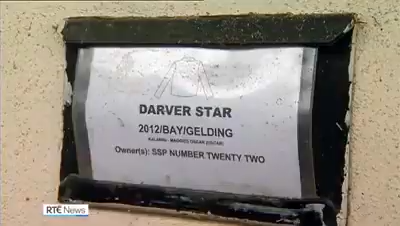 DARVER STAR
2012/BAY/GELDING
Owner(s): SSP NUMBER TWENTY TWO
RTÉ News